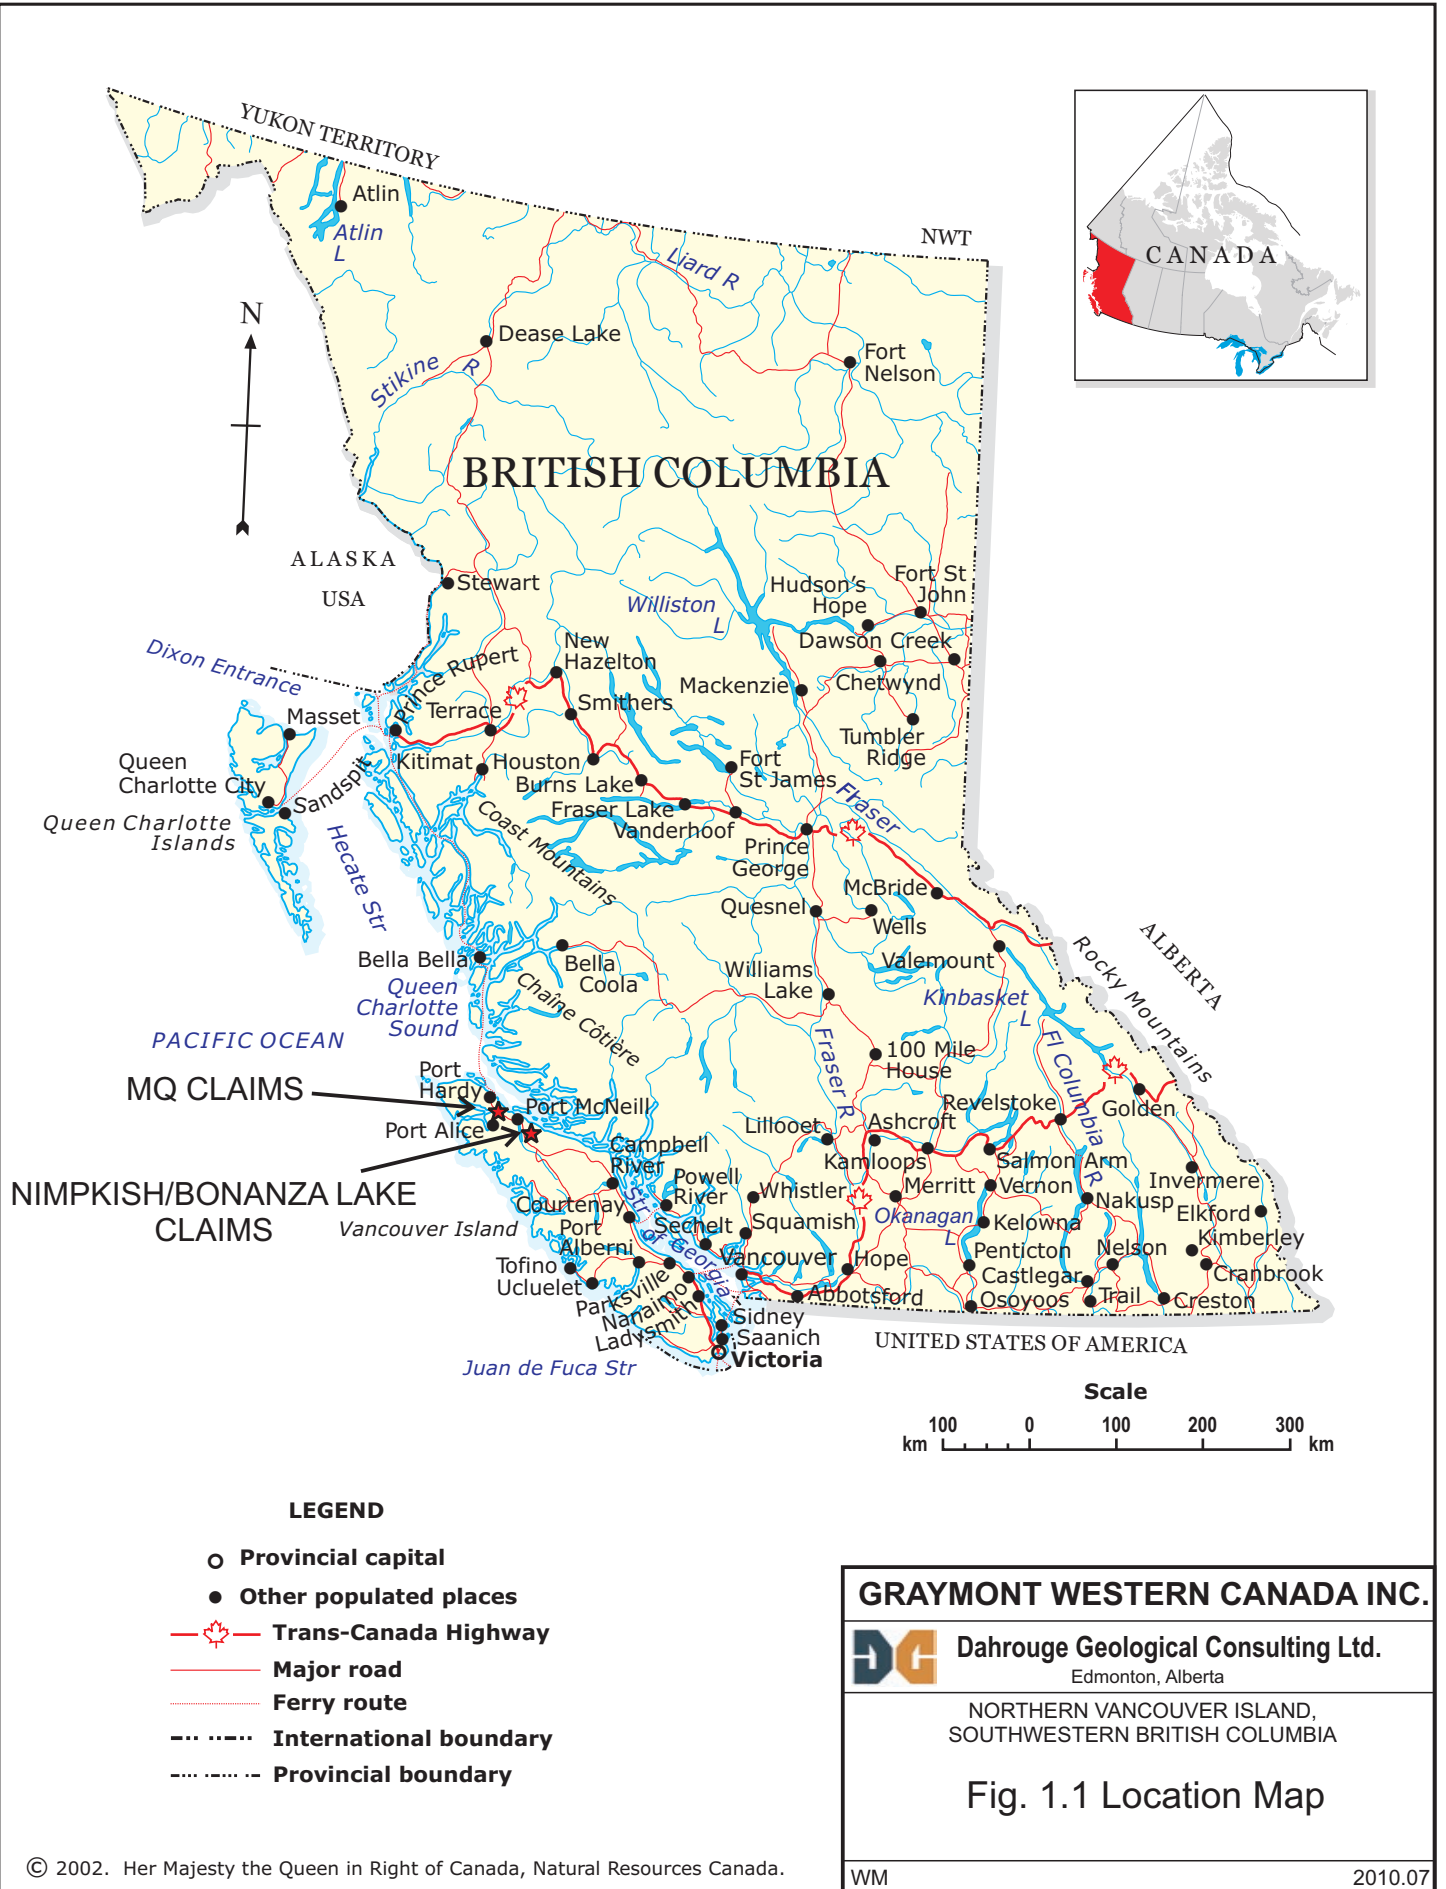 YUKON TERRITORY
NWT
Atlin
Atlin
L
Liard R
CANADA
N
Dease Lake
Stikine
R
Fort
Nelson
BRITISH COLUMBIA
ALASKA
USA
Stewart
Williston
L
Hudson's
Hope
Fort St
John
Dawson Creek
Chetwynd
Mackenzie
Tumbler
Ridge
Dixon Entrance
Prince Rupert
New
Hazelton
Terrace
Smithers
Masset
Queen
Charlotte City
Sandspit
Queen Charlotte
Islands
Kitimat
Houston
Burns Lake
Fort
St James
Fraser Lake
Vanderhoof
Fraser
Prince
George
Coast Mountains
Hecate Str
McBride
Quesnel
Wells
Valemount
Rocky Mountains
ALBERTA
Bella Bella
Bella
Coola
Williams
Lake
Kinbasket
L
Queen
Charlotte
Sound
Chaîne Côtière
PACIFIC OCEAN
Fraser R
100 Mile
House
Fl Columbia R
MQ CLAIMS
Port
Hardy
Port McNeill
Port Alice
Lillooet
Ashcroft
Revelstoke
Golden
Campbell
River
Kamloops
Salmon Arm
NIMPKISH/BONANZA LAKE
CLAIMS
Vancouver Island
Courtenay
Powell
River
Whistler
Merritt
Vernon
Nakusp
Invermere
Str of Georgia
Sechelt
Squamish
Okanagan
L
Kelowna
Elkford
Kimberley
Port
Alberni
Tofino
Ucluelet
Vancouver
Hope
Penticton
Nelson
Castlegar
Cranbrook
Parksville
Nanaimo
Ladysmith
Abbotsford
Osoyoos
Trail
Creston
Sidney
Saanich
Victoria
Juan de Fuca Str
UNITED STATES OF AMERICA
Scale
100 0 100 200 300
km km
LEGEND
Provincial capital
Other populated places
Trans-Canada Highway
Major road
Ferry route
International boundary
Provincial boundary
GRAYMONT WESTERN CANADA INC.
DC
Dahrouge Geological Consulting Ltd.
Edmonton, Alberta
NORTHERN VANCOUVER ISLAND,
SOUTHWESTERN BRITISH COLUMBIA
Fig. 1.1 Location Map
WM 2010.07
© 2002. Her Majesty the Queen in Right of Canada, Natural Resources Canada.